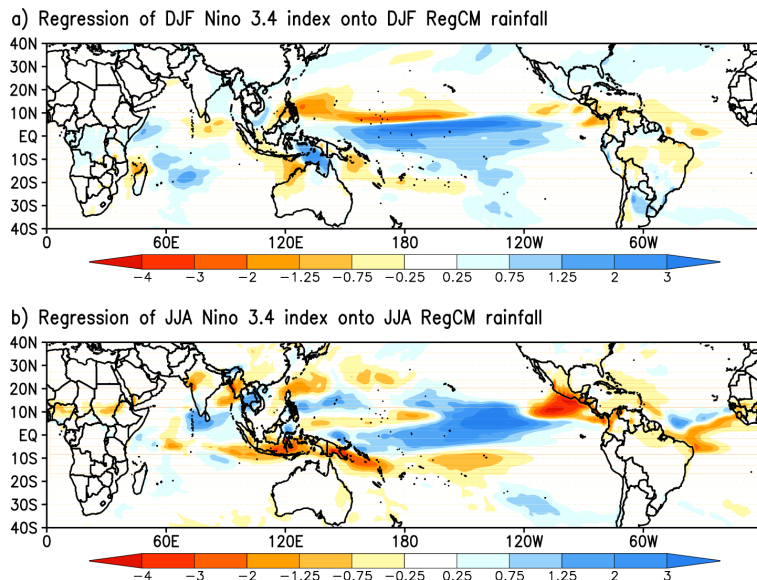 a) Regression of DJF Nino 3.4 index onto DJF RegCM rainfall
40N
30N
20N
10N
EQ
10S
20S
30S
40S
0 60E 120E 180 120W 60W
-4 -3 -2 -1.25 -0.75 -0.25 0.25 0.75 1.25 2 3
b) Regression of JJA Nino 3.4 index onto JJA RegCM rainfall
40N
30N
20N
10N
EQ
10S
20S
30S
40S
0 60E 120E 180 120W 60W
-4 -3 -2 -1.25 -0.75 -0.25 0.25 0.75 1.25 2 3